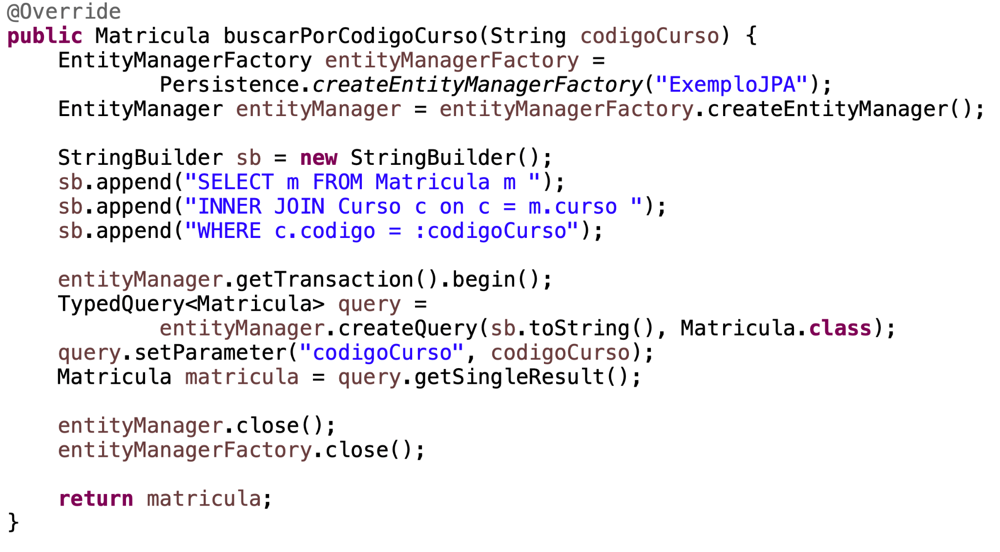 @Override
public Matricula buscarPorCodigoCurso(String codigoCurso) {
    EntityManagerFactory entityManagerFactory =
            Persistence.createEntityManagerFactory("ExemploJPA");
    EntityManager entityManager = entityManagerFactory.createEntityManager();

    StringBuilder sb = new StringBuilder();
    sb.append("SELECT m FROM Matricula m ");
    sb.append("INNER JOIN Curso c on c = m.curso ");
    sb.append("WHERE c.codigo = :codigoCurso");

    entityManager.getTransaction().begin();
    TypedQuery<Matricula> query =
            entityManager.createQuery(sb.toString(), Matricula.class);
    query.setParameter("codigoCurso", codigoCurso);
    Matricula matricula = query.getSingleResult();

    entityManager.close();
    entityManagerFactory.close();

    return matricula;
}